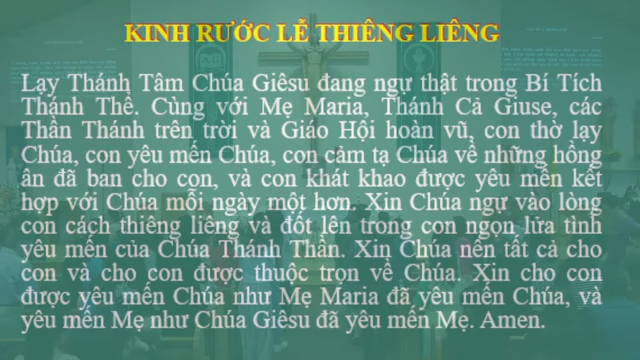 KINH RƯỚC LỄ THIÊNG LIÊNG
Lạy Thánh Tâm Chúa Giêsu đang ngự thật trong Bí Tích
Thánh Thể. Cùng với Mẹ Maria, Thánh Cả Giuse, các
Thần Thánh trên trời và Giáo Hội hoàn vũ, con thờ lạy
Chúa, con yêu mến Chúa, con cảm tạ Chúa về những hồng
ân đã ban cho con, và con khát khao được yêu mến kết
hợp với Chúa mỗi ngày một hơn. Xin Chúa ngự vào lòng
con cách thiêng liêng và đốt lên trong con ngọn lửa tình
yêu mến của Chúa Thánh Thần. Xin Chúa nên tất cả cho
con và cho con được thuộc trọn về Chúa. Xin cho con
được yêu mến Chúa như Mẹ Maria đã yêu mến Chúa, và
yêu mến Mẹ như Chúa Giêsu đã yêu mến Mẹ. Amen.